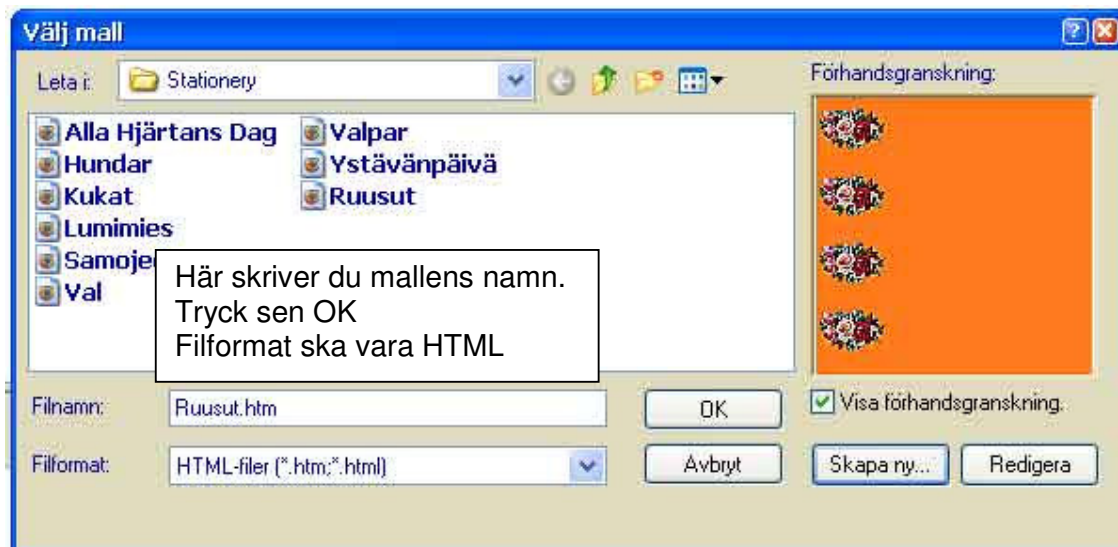 Välj mall
Leta i: Stationery
Förhandsgranskning:
Alla Hjärtans Dag
Hundar
Kukat
Lumimies
Samoje
Val
Valpar
Ystävänpäivä
Ruusut
Här skriver du mallens namn.
Tryck sen OK
Filformat ska vara HTML
Filnamn: Ruusut.htm
OK
Visa förhandsgranskning.
Filformat: HTML-filer (*.htm;*.html)
Avbryt
Skapa ny...
Redigera